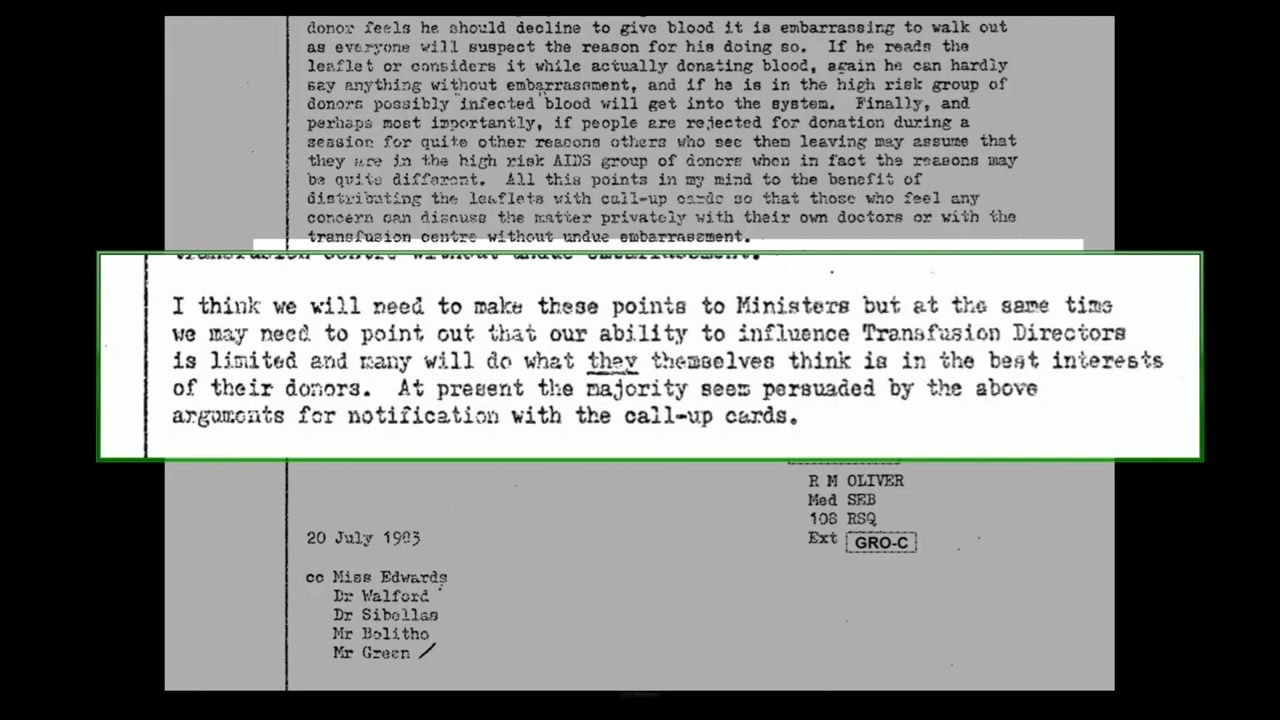 donor feels he should decline to give blood it is embarrassing to walk out
as everyone will suspect the reason for his doing so.  If he reads the
leaflet or considers it while actually donating blood, again he can hardly
say anything without embarrassment, and if he is in the high risk group of
donors possibly "infected" blood will get into the system.  Finally, and
perhaps most importantly, if people are rejected for donation during a
session for quite other reasons others who see them leaving may assume that
they are in the high risk AIDS group of donors when in fact the reasons may
be quite different.  All this points in my mind to the benefit of
distributing the leaflets with call-up cards so that those who feel any
concern can discuss the matter privately with their own doctors or with the
transfusion centre without undue embarrassment.
transfusion centre without undue embarrassment.
I think we will need to make these points to Ministers but at the same time
we may need to point out that our ability to influence Transfusion Directors
is limited and many will do what they themselves think is in the best interests
of their donors.  At present the majority seem persuaded by the above
arguments for notification with the call-up cards.
R M OLIVER
Med SEB
108 RSQ
Ext GRO-C
20 July 1983
cc Miss Edwards
Dr Walford
Dr Sibellas
Mr Bolitho
Mr Green